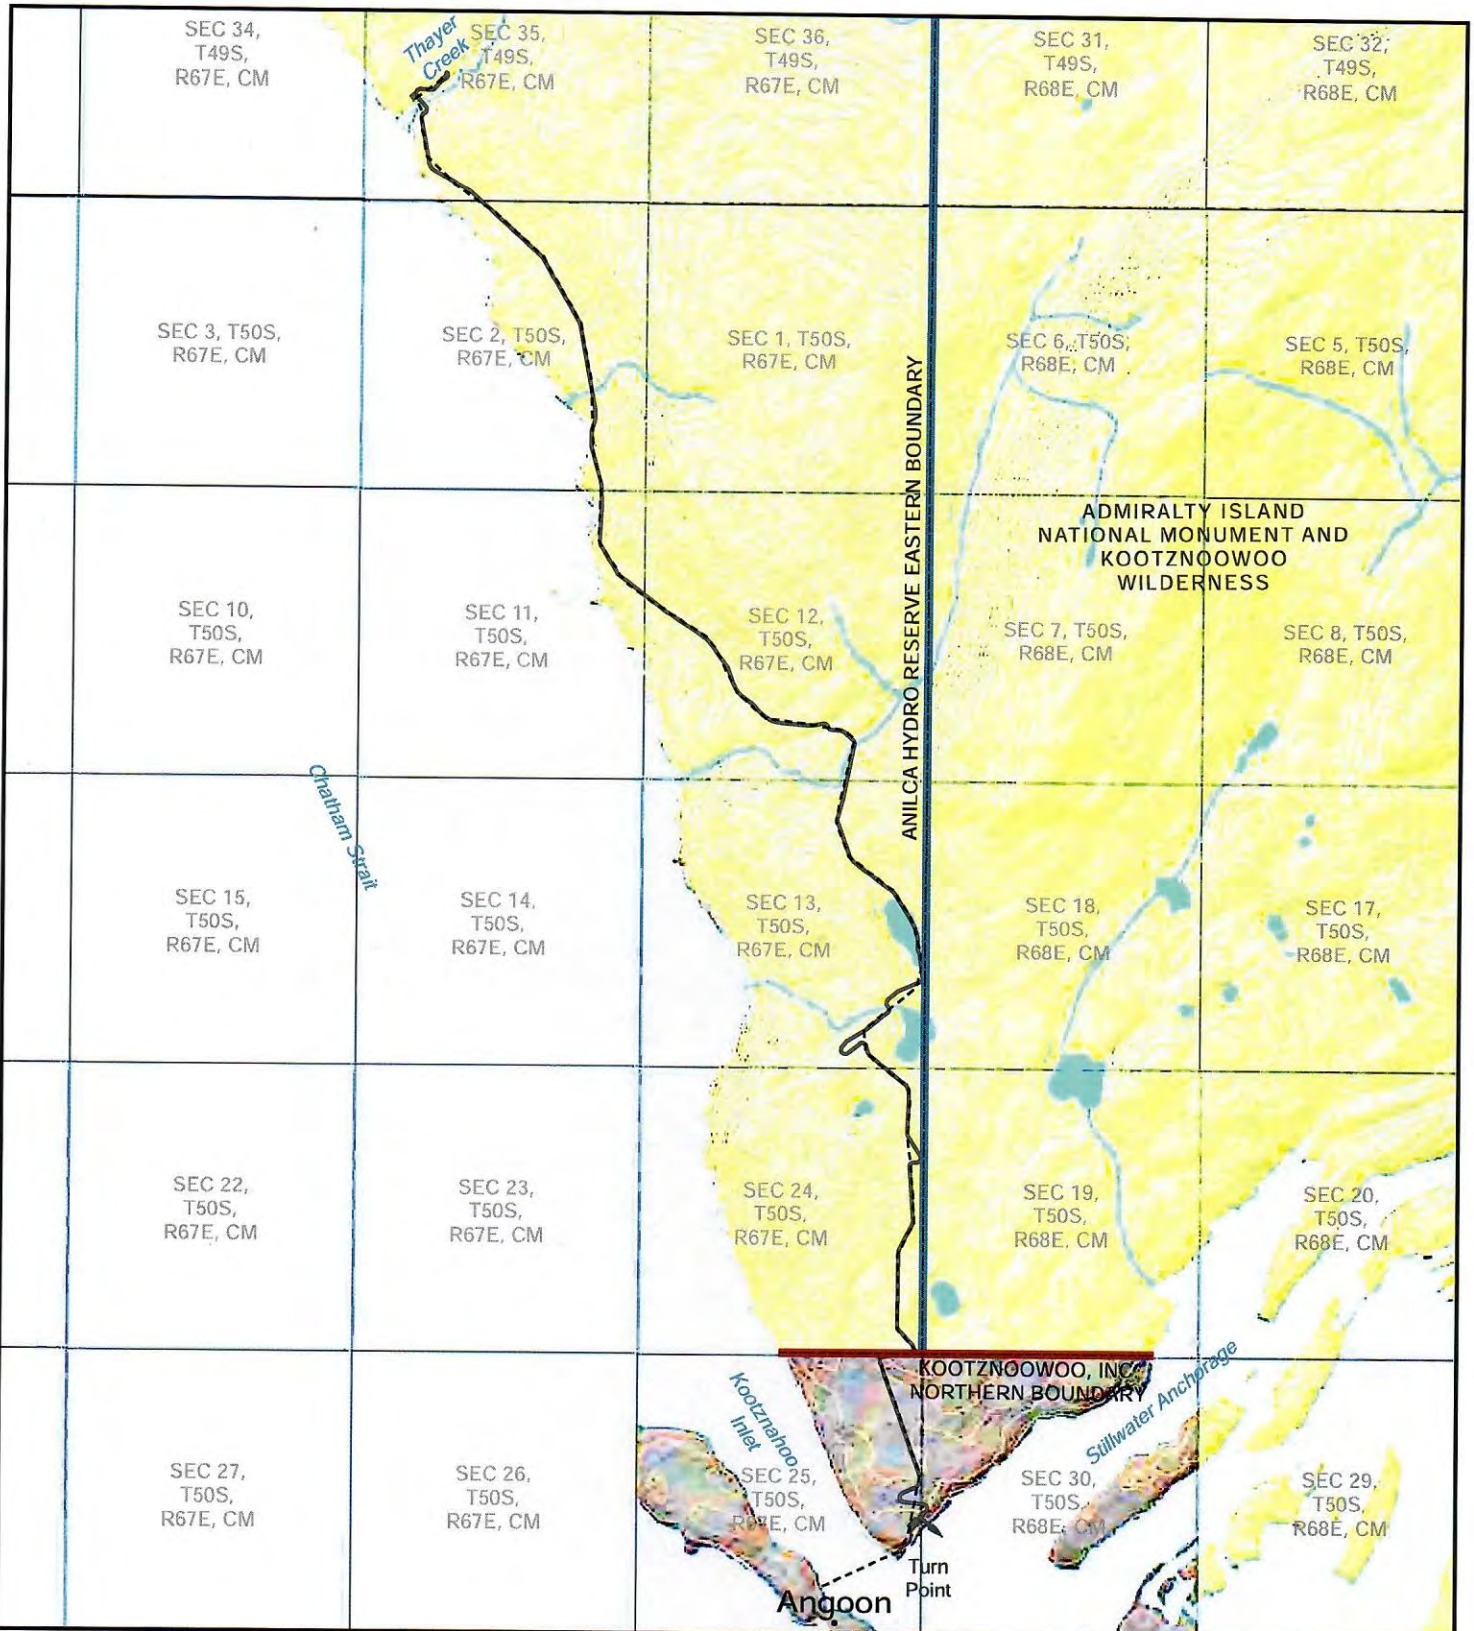 SEC 34,
T49S,
R67E, CM
Thayer
Creek
SEC 35,
T49S,
R67E, CM
SEC 36,
T49S,
R67E, CM
SEC 31,
T49S,
R68E, CM
SEC 32,
T49S,
R68E, CM
SEC 3, T50S,
R67E, CM
SEC 2, T50S,
R67E, CM
SEC 1, T50S,
R67E, CM
SEC 6, T50S,
R68E, CM
SEC 5, T50S,
R68E, CM
ANILCA HYDRO RESERVE EASTERN BOUNDARY
ADMIRALTY ISLAND
NATIONAL MONUMENT AND
KOOTZNOOWOO
WILDERNESS
SEC 10,
T50S,
R67E, CM
SEC 11,
T50S,
R67E, CM
SEC 12,
T50S,
R67E, CM
SEC 7, T50S,
R68E, CM
SEC 8, T50S,
R68E, CM
Chatham Strait
SEC 15,
T50S,
R67E, CM
SEC 14,
T50S,
R67E, CM
SEC 13,
T50S,
R67E, CM
SEC 18,
T50S,
R68E, CM
SEC 17,
T50S,
R68E, CM
SEC 22,
T50S,
R67E, CM
SEC 23,
T50S,
R67E, CM
SEC 24,
T50S,
R67E, CM
SEC 19,
T50S,
R68E, CM
SEC 20,
T50S,
R68E, CM
KOOTZNOOWOO, INC
NORTHERN BOUNDARY
Kootznahoo
Inlet
Stillwater Anchorage
SEC 27,
T50S,
R67E, CM
SEC 26,
T50S,
R67E, CM
SEC 25,
T50S,
R67E, CM
SEC 30,
T50S,
R68E, CM
SEC 29,
T50S,
R68E, CM
Turn
Point
Angoon